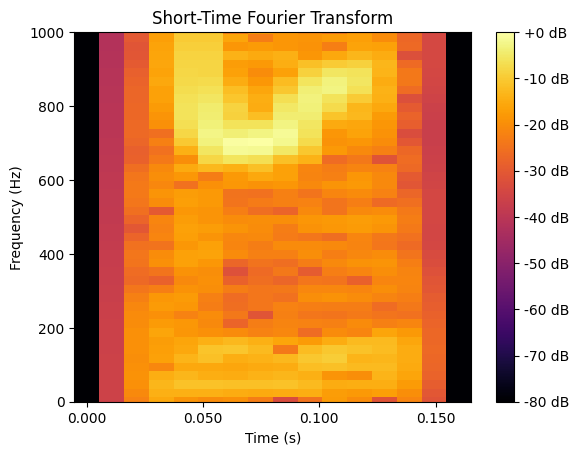 Short-Time Fourier Transform
1000
800
600
400
200
0
Frequency (Hz)
0.000
0.050
0.100
0.150
Time (s)
+0 dB
-10 dB
-20 dB
-30 dB
-40 dB
-50 dB
-60 dB
-70 dB
-80 dB